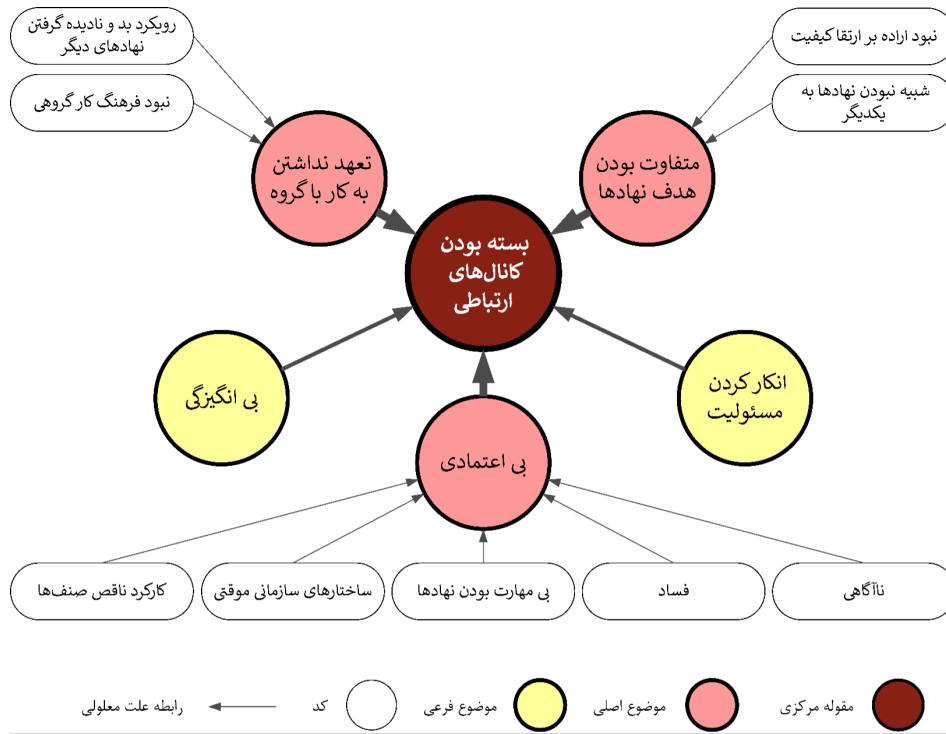 نبود اراده بر ارتقا کیفیت
شبیه نبودن نهادها به
یکدیگر
رویکرد بد و نادیده گرفتن
نهادهای دیگر
نبود فرهنگ کار گروهی
متفاوت بودن
هدف نهادها
تعهد نداشتن
به کار با گروه
بسته بودن
کانال‌های
ارتباطی
انکار کردن
مسئولیت
بی انگیزگی
بی اعتمادی
ناآگاهی
فساد
بی مهارت بودن نهادها
ساختارهای سازمانی موقتی
کارکرد ناقص صنف‌ها
مقوله مرکزی
موضوع اصلی
موضوع فرعی
کد
رابطه علت معلولی